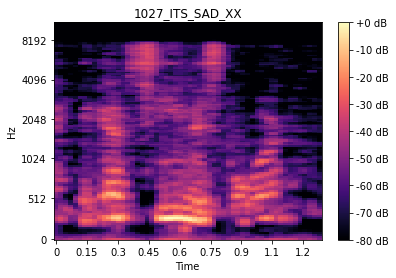 1027_ITS_SAD_XX
8192
4096
2048
1024
512
0
Hz
0 0.15 0.3 0.45 0.6 0.75 0.9 1.1 1.2
Time
+0 dB
-10 dB
-20 dB
-30 dB
-40 dB
-50 dB
-60 dB
-70 dB
-80 dB